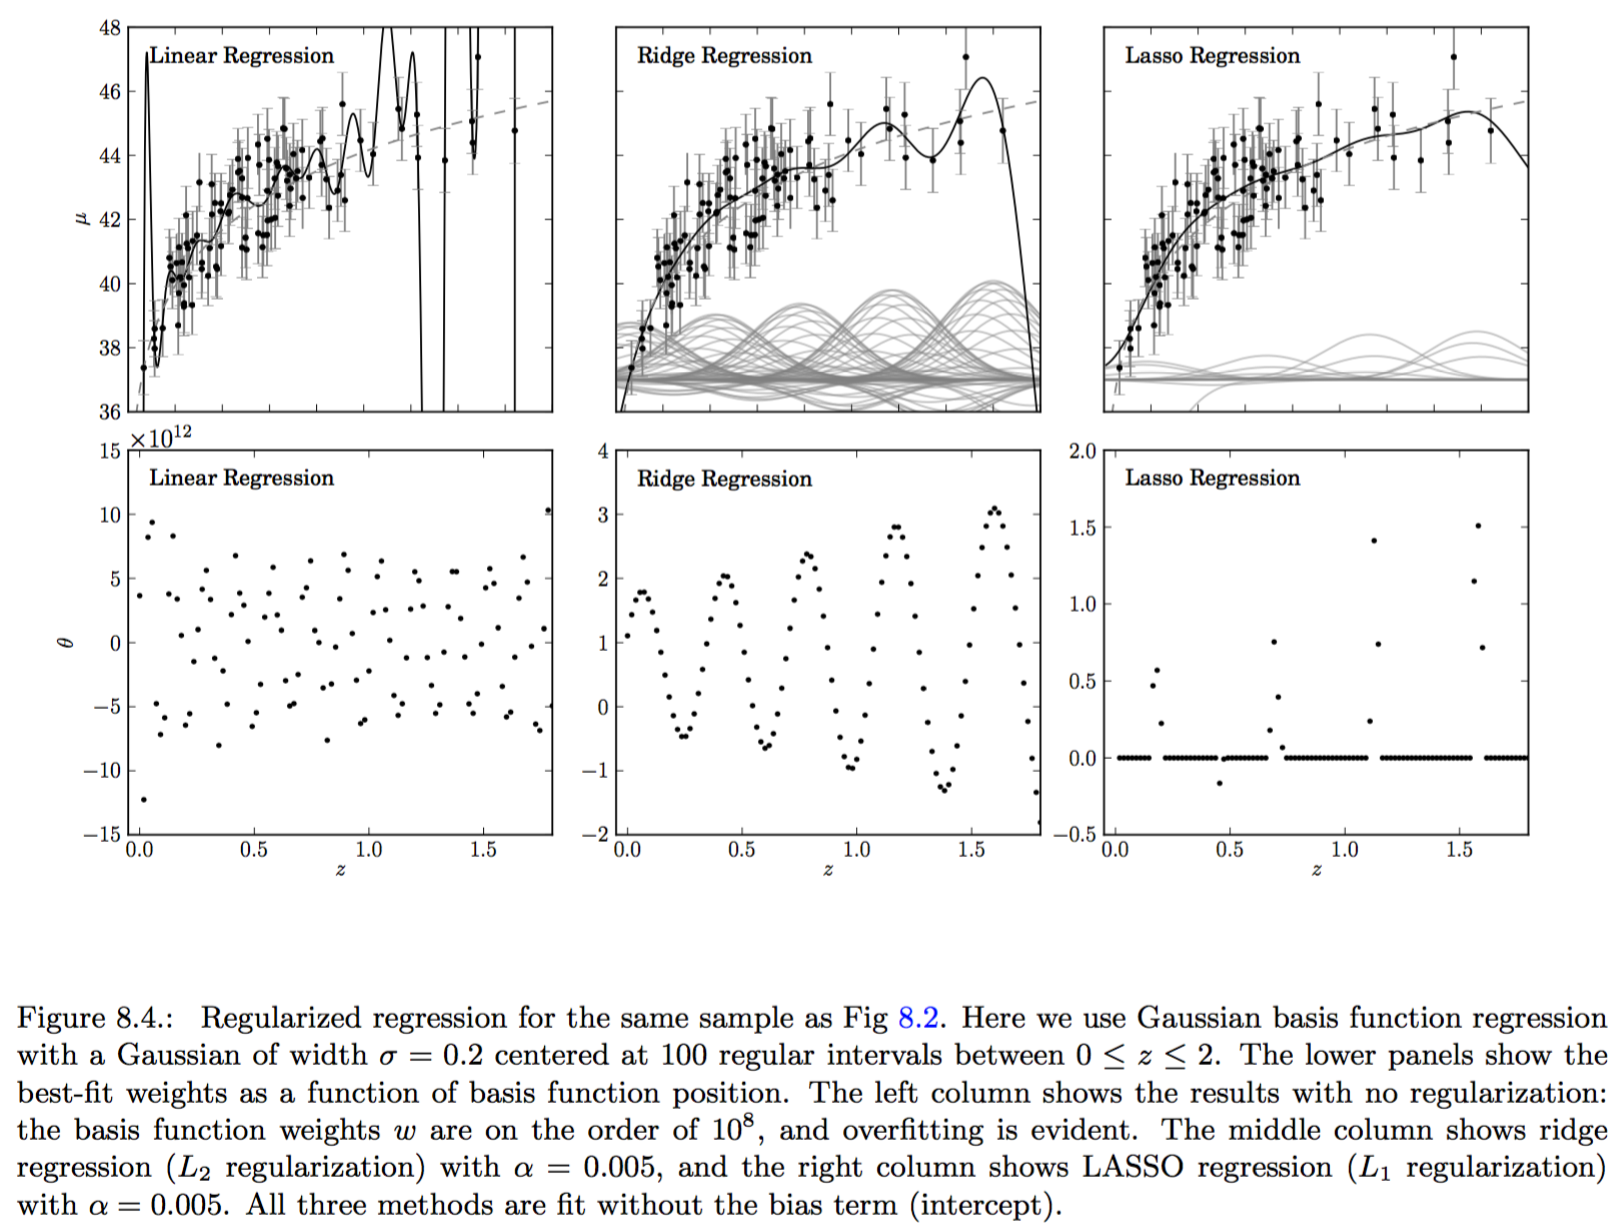 48
46
44
42
40
38
36
μ
Linear Regression
Ridge Regression
Lasso Regression
×10¹²
15
10
5
0
−5
−10
−15
θ
Linear Regression
0.0 0.5 1.0 1.5
z
4
3
2
1
0
−1
−2
Ridge Regression
0.0 0.5 1.0 1.5
z
2.0
1.5
1.0
0.5
0.0
−0.5
Lasso Regression
0.0 0.5 1.0 1.5
z
Figure 8.4.: Regularized regression for the same sample as Fig 8.2. Here we use Gaussian basis function regression
with a Gaussian of width σ = 0.2 centered at 100 regular intervals between 0 ≤ z ≤ 2. The lower panels show the
best-fit weights as a function of basis function position. The left column shows the results with no regularization:
the basis function weights w are on the order of 10⁸, and overfitting is evident. The middle column shows ridge
regression (L₂ regularization) with α = 0.005, and the right column shows LASSO regression (L₁ regularization)
with α = 0.005. All three methods are fit without the bias term (intercept).